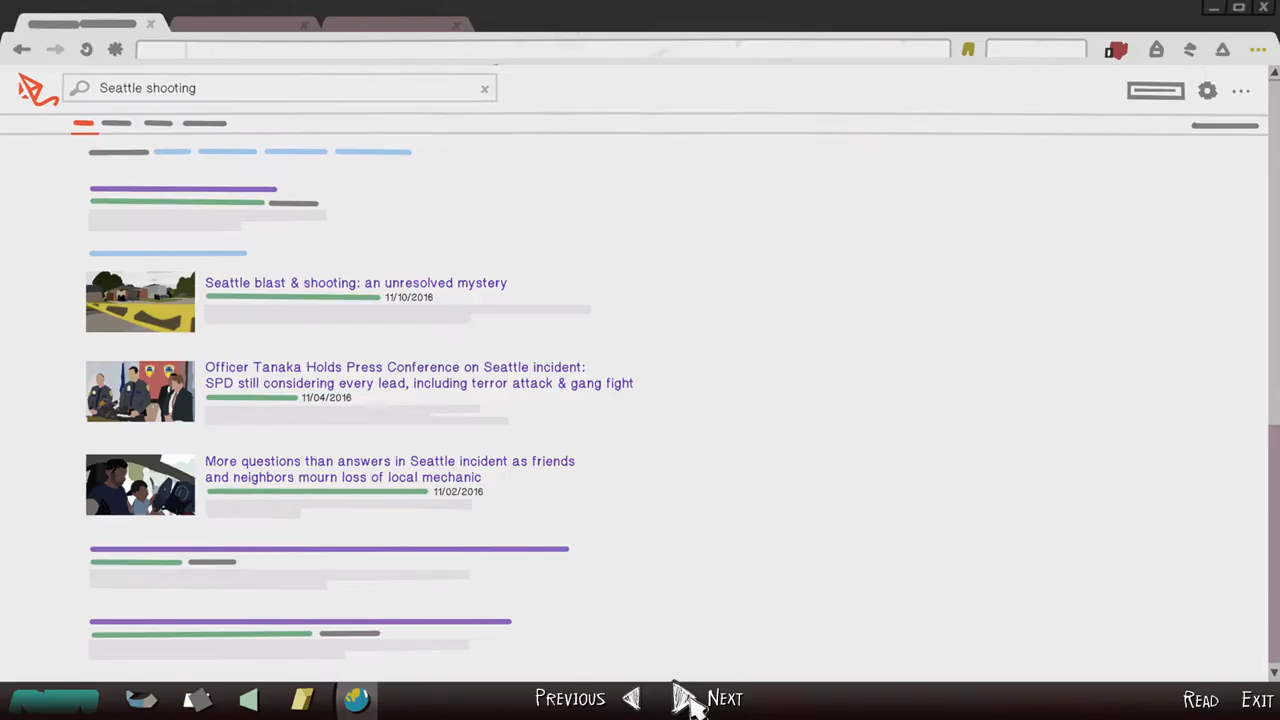 Seattle shooting
Seattle blast & shooting: an unresolved mystery
11/10/2016
Officer Tanaka Holds Press Conference on Seattle incident:
SPD still considering every lead, including terror attack & gang fight
11/04/2016
More questions than answers in Seattle incident as friends
and neighbors mourn loss of local mechanic
11/02/2016
PREVIOUS NEXT READ EXIT